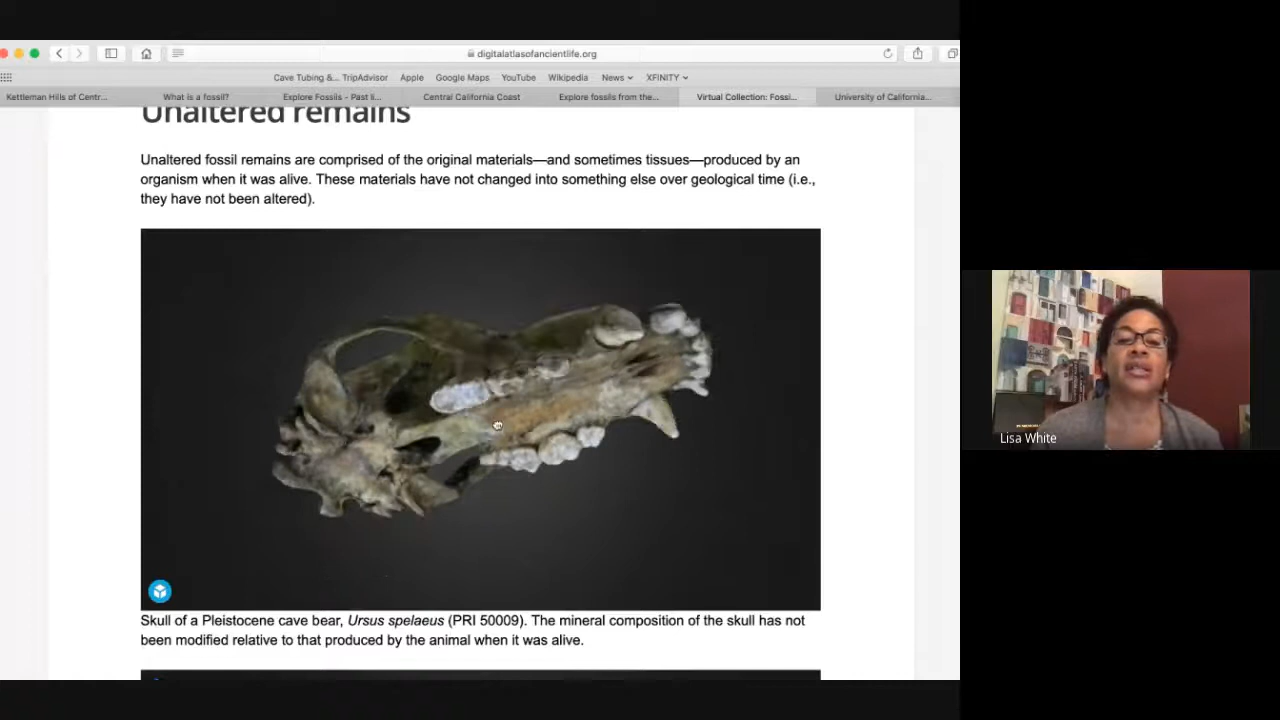 digitalatlasofancientlife.org
Cave Tubing &... TripAdvisor Apple Google Maps YouTube Wikipedia News XFINITY
Kettleman Hills of Centr... What is a fossil? Explore Fossils – Past li... Central California Coast Explore fossils from the... Virtual Collection: Fossi... University of California...
Unaltered remains
Unaltered fossil remains are comprised of the original materials—and sometimes tissues—produced by an
organism when it was alive. These materials have not changed into something else over geological time (i.e.,
they have not been altered).
Lisa White
Skull of a Pleistocene cave bear, Ursus spelaeus (PRI 50009). The mineral composition of the skull has not
been modified relative to that produced by the animal when it was alive.